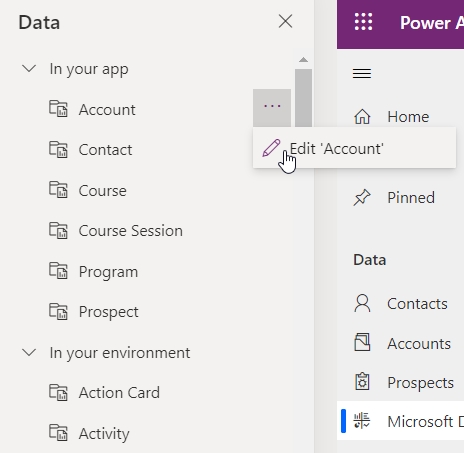 Data
In your app
Account
...
Edit 'Account'
Contact
Course
Course Session
Program
Prospect
In your environment
Action Card
Activity
Power A
Home
Pinned
Data
Contacts
Accounts
Prospects
Microsoft D